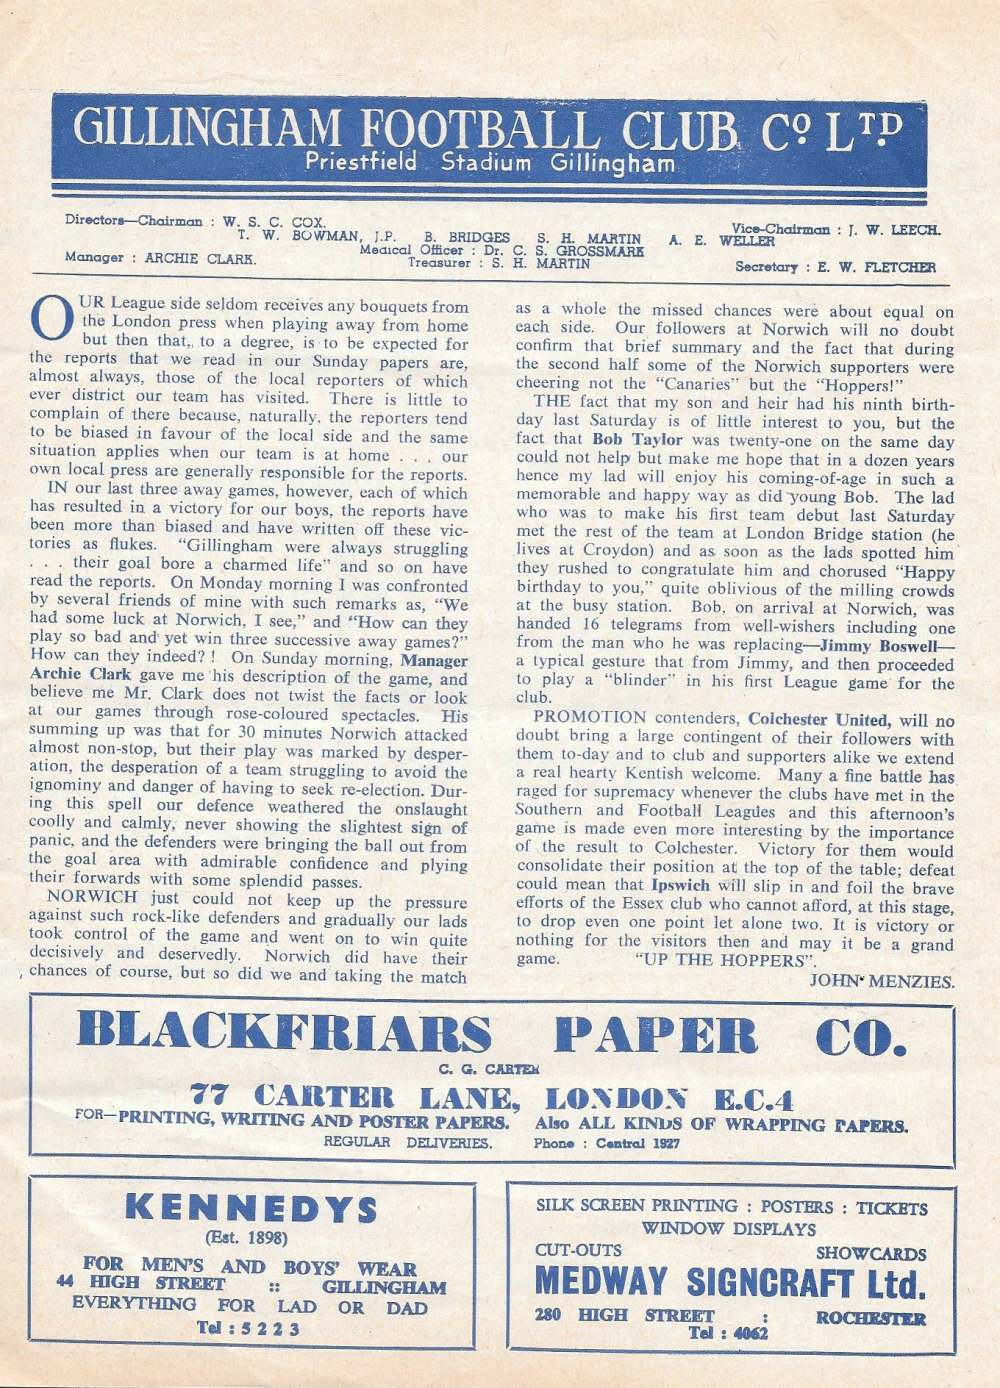 GILLINGHAM FOOTBALL CLUB Cº LTD
Priestfield Stadium Gillingham
Directors—Chairman : W. S. C. COX.
Vice-Chairman : J. W. LEECH.
T. W. BOWMAN, J.P. B. BRIDGES S. H. MARTIN A. E. WELLER
Medical Officer : Dr. C. S. GROSSMARK
Manager : ARCHIE CLARK.
Treasurer : S. H. MARTIN
Secretary : E. W. FLETCHER
OUR League side seldom receives any bouquets from
the London press when playing away from home
but then that, to a degree, is to be expected for
the reports that we read in our Sunday papers are,
almost always, those of the local reporters of which
ever district our team has visited. There is little to
complain of there because, naturally, the reporters tend
to be biased in favour of the local side and the same
situation applies when our team is at home . . . our
own local press are generally responsible for the reports.
IN our last three away games, however, each of which
has resulted in a victory for our boys, the reports have
been more than biased and have written off these vic-
tories as flukes. "Gillingham were always struggling
. . . their goal bore a charmed life" and so on have
read the reports. On Monday morning I was confronted
by several friends of mine with such remarks as, "We
had some luck at Norwich, I see," and "How can they
play so bad and yet win three successive away games?"
How can they indeed?! On Sunday morning, Manager
Archie Clark gave me his description of the game, and
believe me Mr. Clark does not twist the facts or look
at our games through rose-coloured spectacles. His
summing up was that for 30 minutes Norwich attacked
almost non-stop, but their play was marked by desper-
ation, the desperation of a team struggling to avoid the
ignominy and danger of having to seek re-election. Dur-
ing this spell our defence weathered the onslaught
coolly and calmly, never showing the slightest sign of
panic, and the defenders were bringing the ball out from
the goal area with admirable confidence and plying
their forwards with some splendid passes.
NORWICH just could not keep up the pressure
against such rock-like defenders and gradually our lads
took control of the game and went on to win quite
decisively and deservedly. Norwich did have their
chances of course, but so did we and taking the match
as a whole the missed chances were about equal on
each side. Our followers at Norwich will no doubt
confirm that brief summary and the fact that during
the second half some of the Norwich supporters were
cheering not the "Canaries" but the "Hoppers!"
THE fact that my son and heir had his ninth birth-
day last Saturday is of little interest to you, but the
fact that Bob Taylor was twenty-one on the same day
could not help but make me hope that in a dozen years
hence my lad will enjoy his coming-of-age in such a
memorable and happy way as did young Bob. The lad
who was to make his first team debut last Saturday
met the rest of the team at London Bridge station (he
lives at Croydon) and as soon as the lads spotted him
they rushed to congratulate him and chorused "Happy
birthday to you," quite oblivious of the milling crowds
at the busy station. Bob, on arrival at Norwich, was
handed 16 telegrams from well-wishers including one
from the man who he was replacing—Jimmy Boswell—
a typical gesture that from Jimmy, and then proceeded
to play a "blinder" in his first League game for the
club.
PROMOTION contenders, Colchester United, will no
doubt bring a large contingent of their followers with
them to-day and to club and supporters alike we extend
a real hearty Kentish welcome. Many a fine battle has
raged for supremacy whenever the clubs have met in the
Southern and Football Leagues and this afternoon's
game is made even more interesting by the importance
of the result to Colchester. Victory for them would
consolidate their position at the top of the table; defeat
could mean that Ipswich will slip in and foil the brave
efforts of the Essex club who cannot afford, at this stage,
to drop even one point let alone two. It is victory or
nothing for the visitors then and may it be a grand
game. "UP THE HOPPERS".
JOHN MENZIES.
BLACKFRIARS PAPER CO.
C. G. CARTER
77 CARTER LANE, LONDON E.C.4
FOR—PRINTING, WRITING AND POSTER PAPERS. Also ALL KINDS OF WRAPPING PAPERS.
REGULAR DELIVERIES. Phone : Central 1927
KENNEDYS
(Est. 1898)
FOR MEN'S AND BOYS' WEAR
44 HIGH STREET :: GILLINGHAM
EVERYTHING FOR LAD OR DAD
Tel : 5 2 2 3
SILK SCREEN PRINTING : POSTERS : TICKETS
WINDOW DISPLAYS
CUT-OUTS SHOWCARDS
MEDWAY SIGNCRAFT Ltd.
280 HIGH STREET : ROCHESTER
Tel : 4062